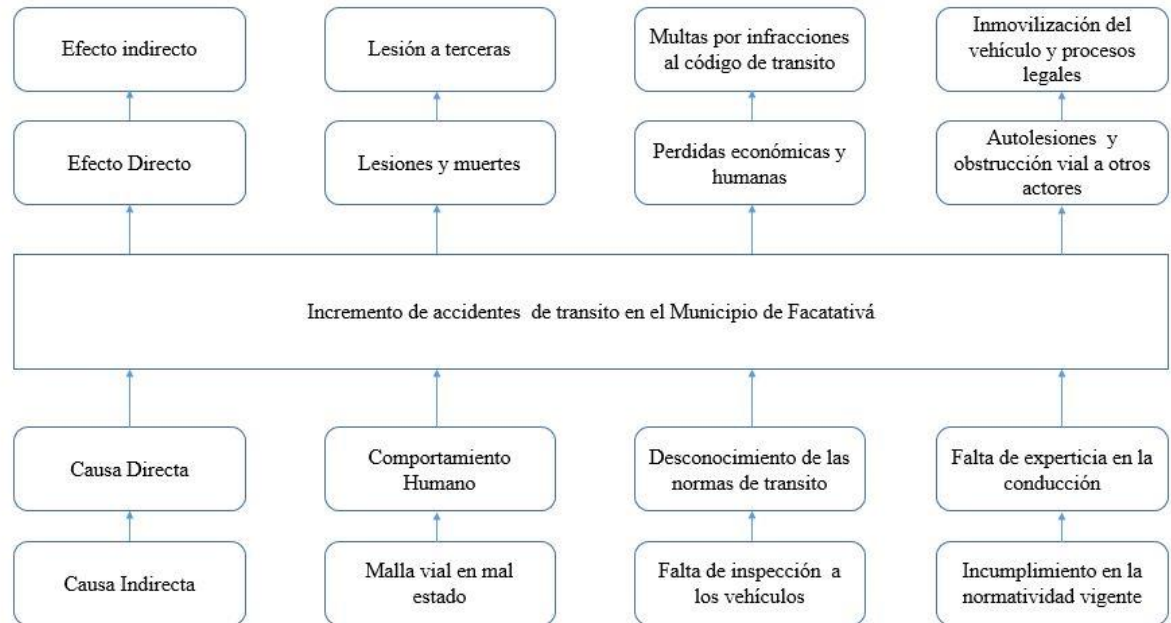 Efecto indirecto
Lesión a terceras
Multas por infracciones
al código de transito
Inmovilización del
vehículo y procesos
legales
Efecto Directo
Lesiones y muertes
Perdidas económicas y
humanas
Autolesiones y
obstrucción vial a otros
actores
Incremento de accidentes de transito en el Municipio de Facatativá
Causa Directa
Comportamiento
Humano
Desconocimiento de las
normas de transito
Falta de experticia en la
conducción
Causa Indirecta
Malla vial en mal
estado
Falta de inspección a
los vehículos
Incumplimiento en la
normatividad vigente